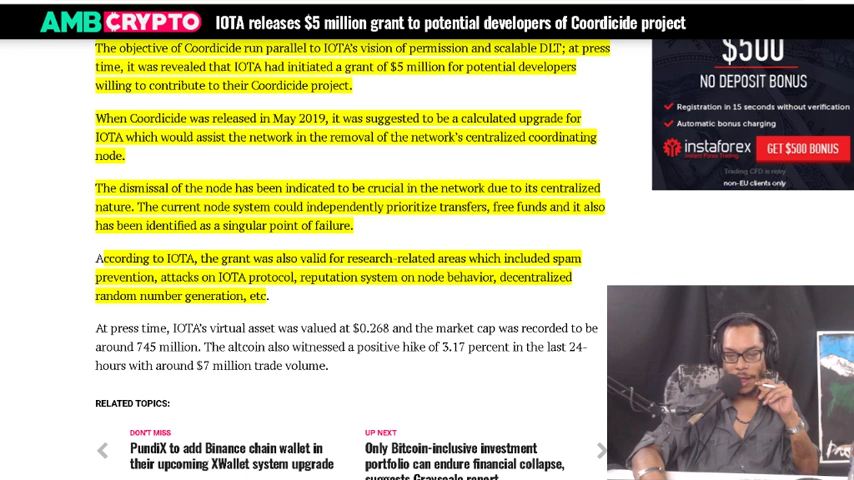 AMBCRYPTO IOTA releases $5 million grant to potential developers of Coordicide project
The objective of Coordicide run parallel to IOTA's vision of permission and scalable DLT; at press
time, it was revealed that IOTA had initiated a grant of $5 million for potential developers
willing to contribute to their Coordicide project.
When Coordicide was released in May 2019, it was suggested to be a calculated upgrade for
IOTA which would assist the network in the removal of the network's centralized coordinating
node.
The dismissal of the node has been indicated to be crucial in the network due to its centralized
nature. The current node system could independently prioritize transfers, free funds and it also
has been identified as a singular point of failure.
According to IOTA, the grant was also valid for research-related areas which included spam
prevention, attacks on IOTA protocol, reputation system on node behavior, decentralized
random number generation, etc.
At press time, IOTA's virtual asset was valued at $0.268 and the market cap was recorded to be
around 745 million. The altcoin also witnessed a positive hike of 3.17 percent in the last 24-
hours with around $7 million trade volume.
RELATED TOPICS:
DON'T MISS
PundiX to add Binance chain wallet in
their upcoming XWallet system upgrade
UP NEXT
Only Bitcoin-inclusive investment
portfolio can endure financial collapse,
suggests Grayscale report
$500
NO DEPOSIT BONUS
Registration in 15 seconds without verification
Automatic bonus charging
instaforex
Instant Forex Trading
GET $500 BONUS
Trading CFD is risky
non-EU clients only